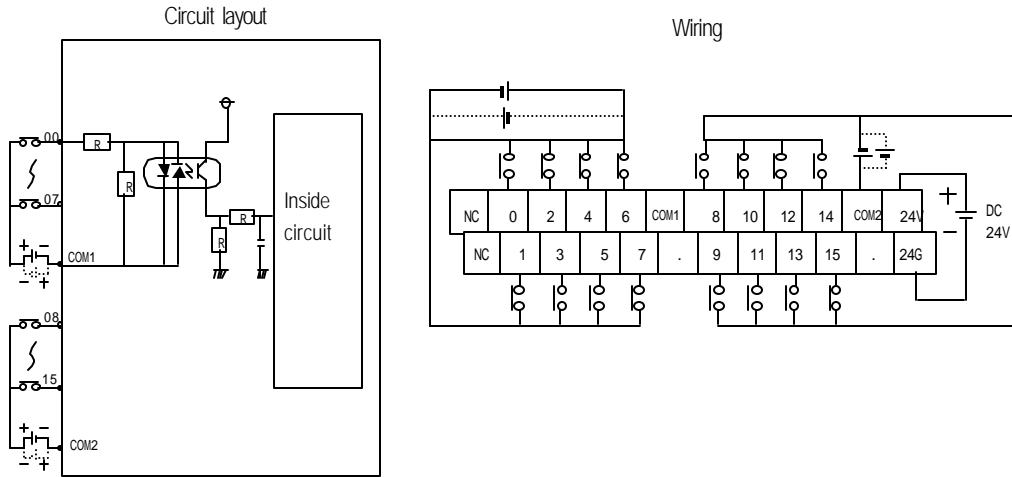 Circuit layout
Wiring
00
R
R
07
+ -
COM1
- +
R
R
Inside
circuit
08
15
+ -
COM2
- +
NC 0 2 4 6 COM1 8 10 12 14 COM2 24V
NC 1 3 5 7 . 9 11 13 15 . 24G
+
-
DC
24V